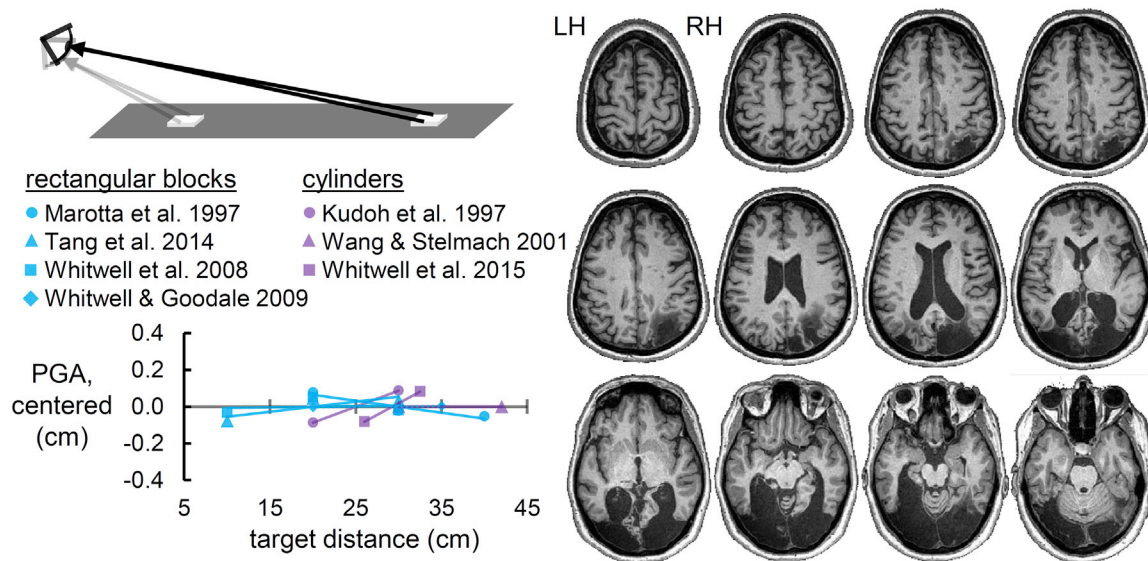 LH RH
rectangular blocks
Marotta et al. 1997
Tang et al. 2014
Whitwell et al. 2008
Whitwell & Goodale 2009
cylinders
Kudoh et al. 1997
Wang & Stelmach 2001
Whitwell et al. 2015
PGA,
centered
(cm)
0.4
0.2
0.0
-0.2
-0.4
5 15 25 35 45
target distance (cm)